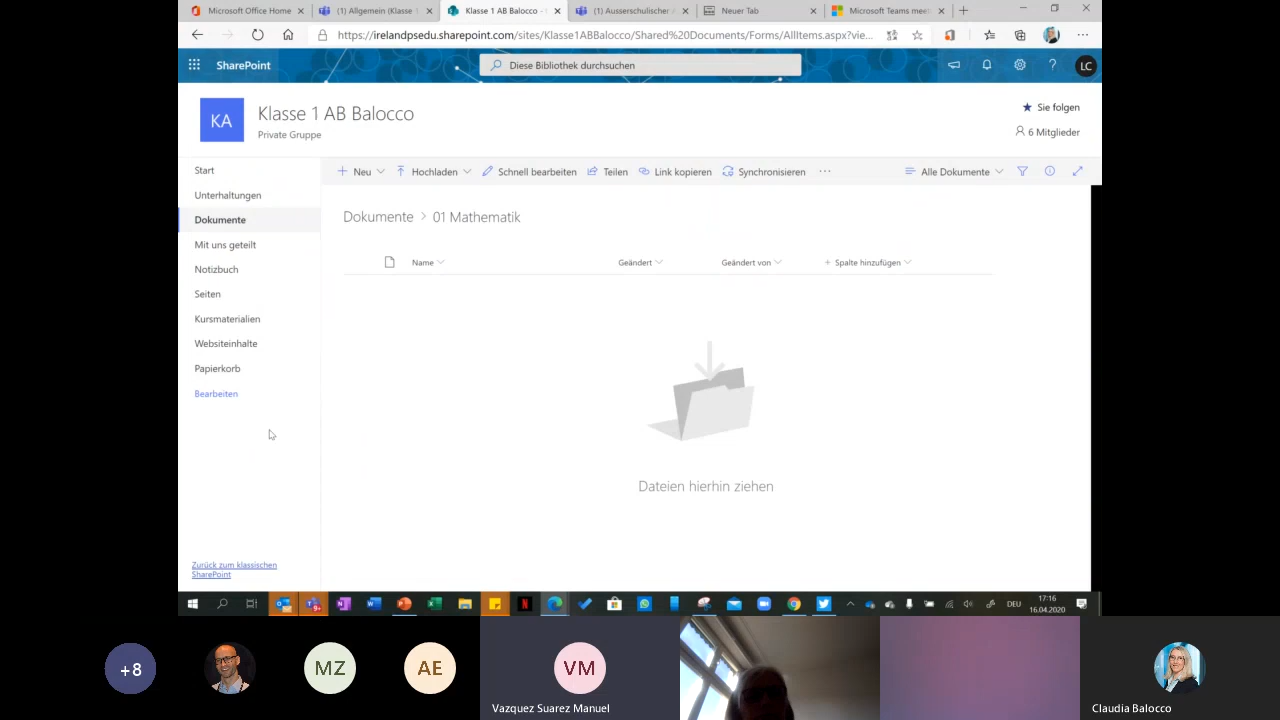 Microsoft Office Home
(1) Allgemein (Klasse
Klasse 1 AB Balocco -
(1) Ausserschulischer
Neuer Tab
Microsoft Teams mee
https://irelandpsedu.sharepoint.com/sites/Klasse1ABBalocco/Shared%20Documents/Forms/AllItems.aspx?vie...
SharePoint
Diese Bibliothek durchsuchen
LC
KA
Klasse 1 AB Balocco
Private Gruppe
Sie folgen
6 Mitglieder
Start
Unterhaltungen
Dokumente
Mit uns geteilt
Notizbuch
Seiten
Kursmaterialien
Websiteinhalte
Papierkorb
Bearbeiten
Neu
Hochladen
Schnell bearbeiten
Teilen
Link kopieren
Synchronisieren
Alle Dokumente
Dokumente > 01 Mathematik
Name
Geändert
Geändert von
+ Spalte hinzufügen
Dateien hierhin ziehen
Zurück zum klassischen
SharePoint
DEU
17:16
16.04.2020
+8
MZ
AE
VM
Vazquez Suarez Manuel
Claudia Balocco